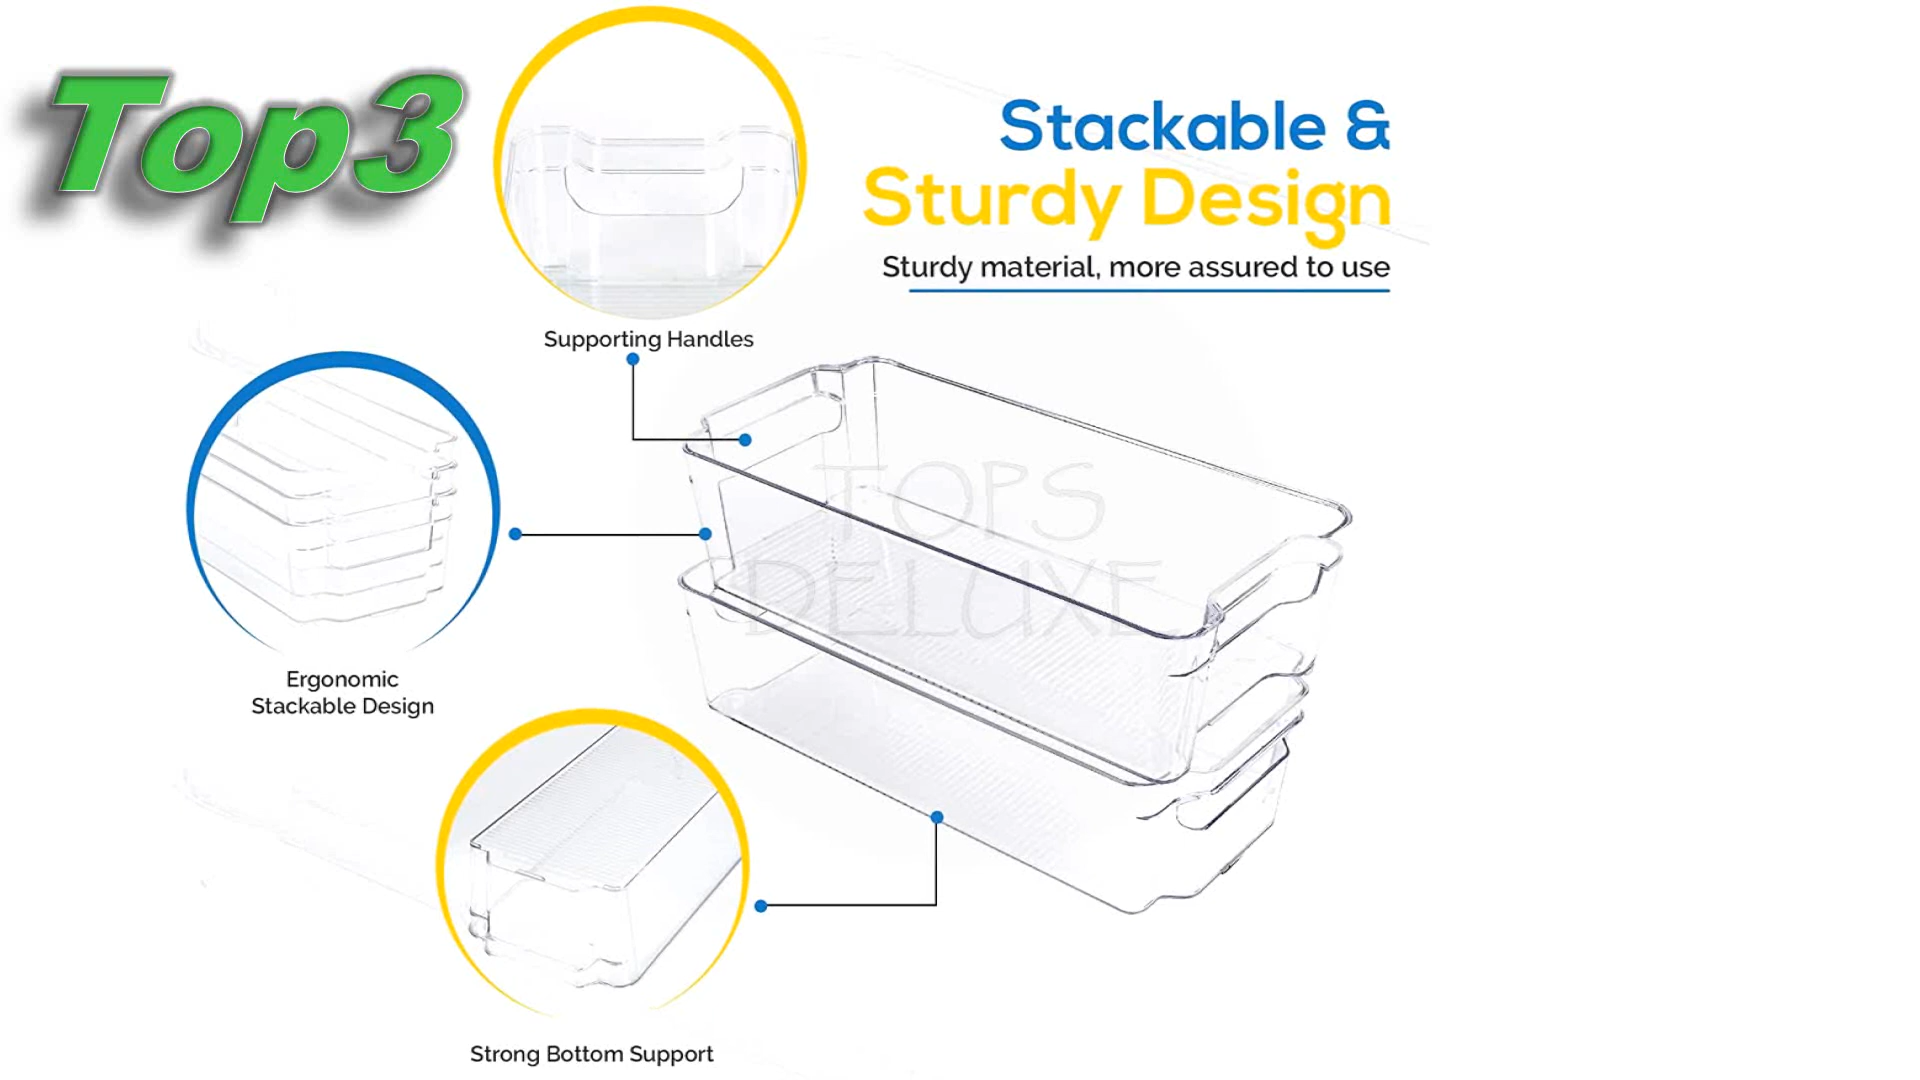 Top3
Stackable &
Sturdy Design
Sturdy material, more assured to use
Supporting Handles
TOPS
DELUXE
Ergonomic
Stackable Design
Strong Bottom Support